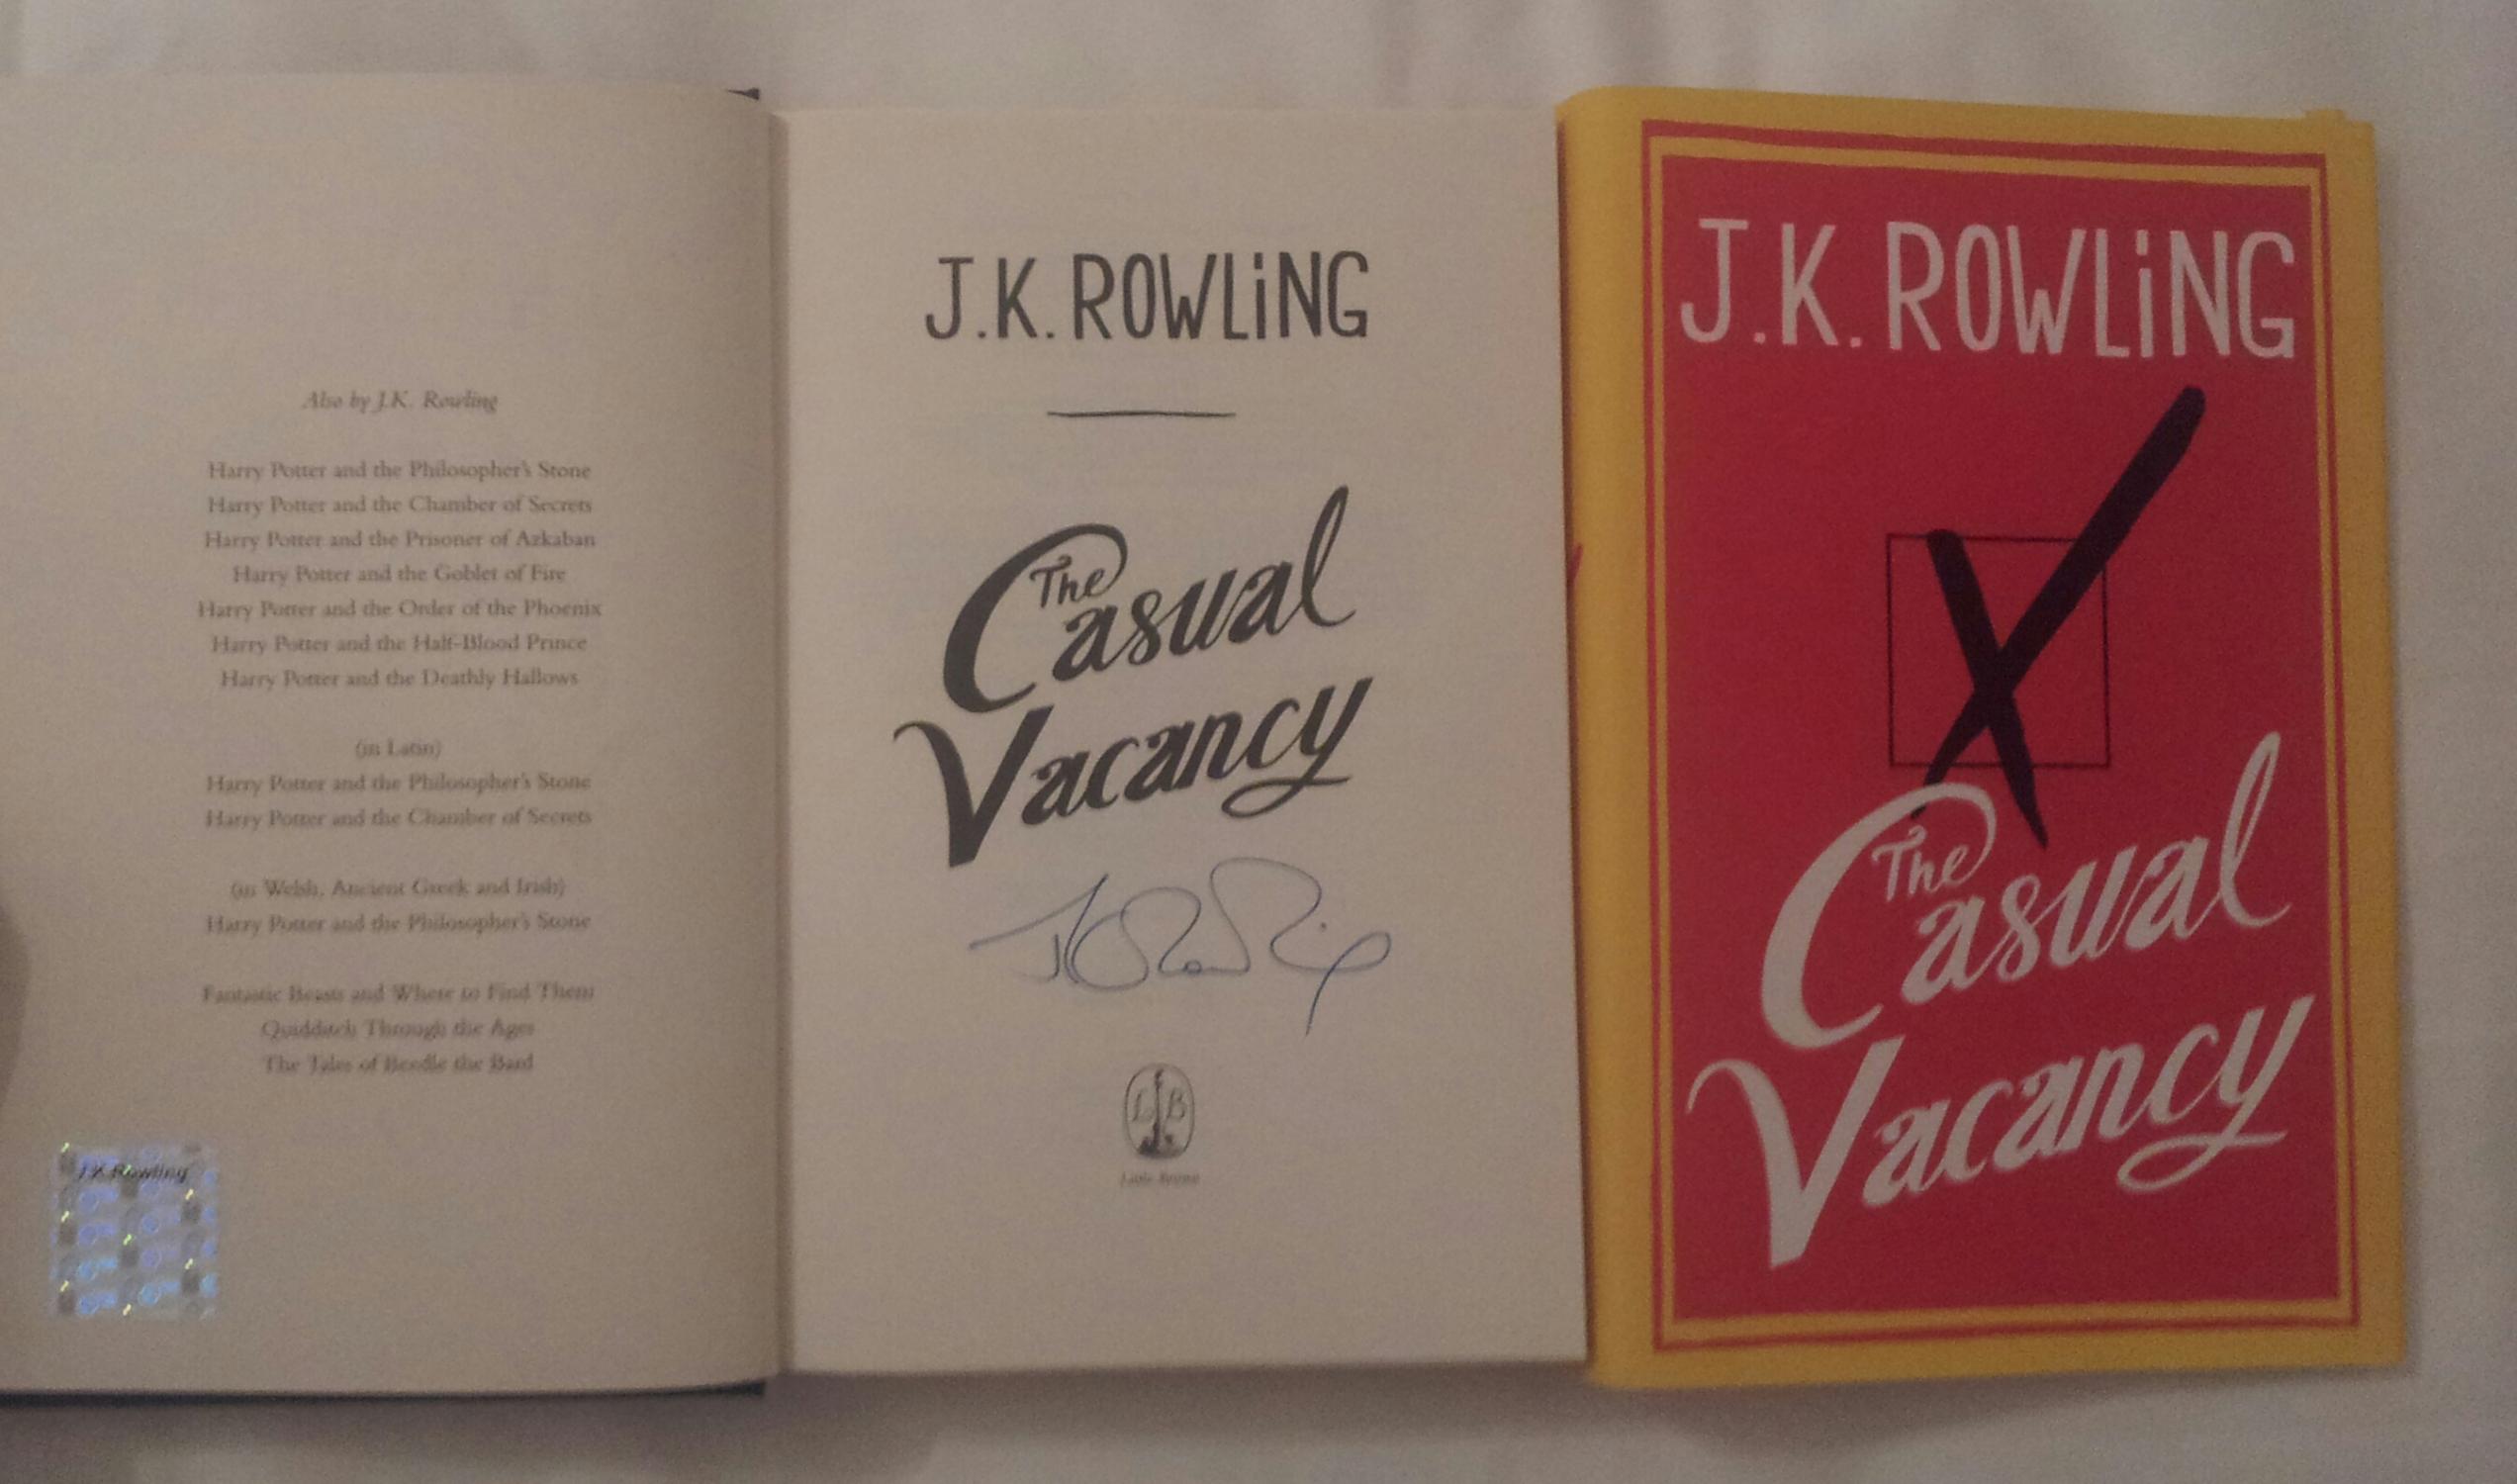 Also by J.K. Rowling
Harry Potter and the Philosopher's Stone
Harry Potter and the Chamber of Secrets
Harry Potter and the Prisoner of Azkaban
Harry Potter and the Goblet of Fire
Harry Potter and the Order of the Phoenix
Harry Potter and the Half-Blood Prince
Harry Potter and the Deathly Hallows
(in Latin)
Harry Potter and the Philosopher's Stone
Harry Potter and the Chamber of Secrets
(in Welsh, Ancient Greek and Irish)
Harry Potter and the Philosopher's Stone
Fantastic Beasts and Where to Find Them
Quidditch Through the Ages
The Tales of Beedle the Bard
J.K. Rowling
J.K. ROWLiNG
The
Casual
Vacancy
JK Rowling
L B
Little, Brown
J.K. ROWLiNG
The
Casual
Vacancy